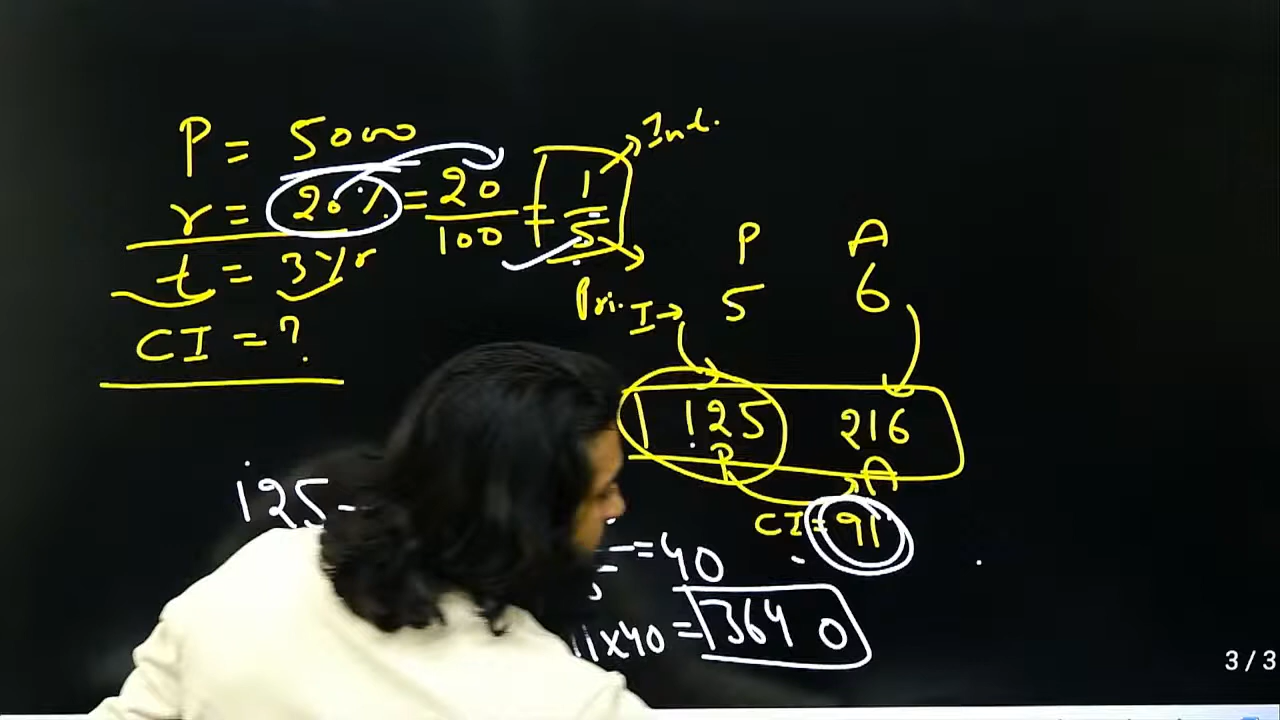 P = 5000
r = 20% = 20/100 = 1/5
Int.
Pri.
t = 3yr
CI = ?
P A
I→ 5 6
125 216
P A
CI = 91
125
= 40
1×40 = 3640
3/3